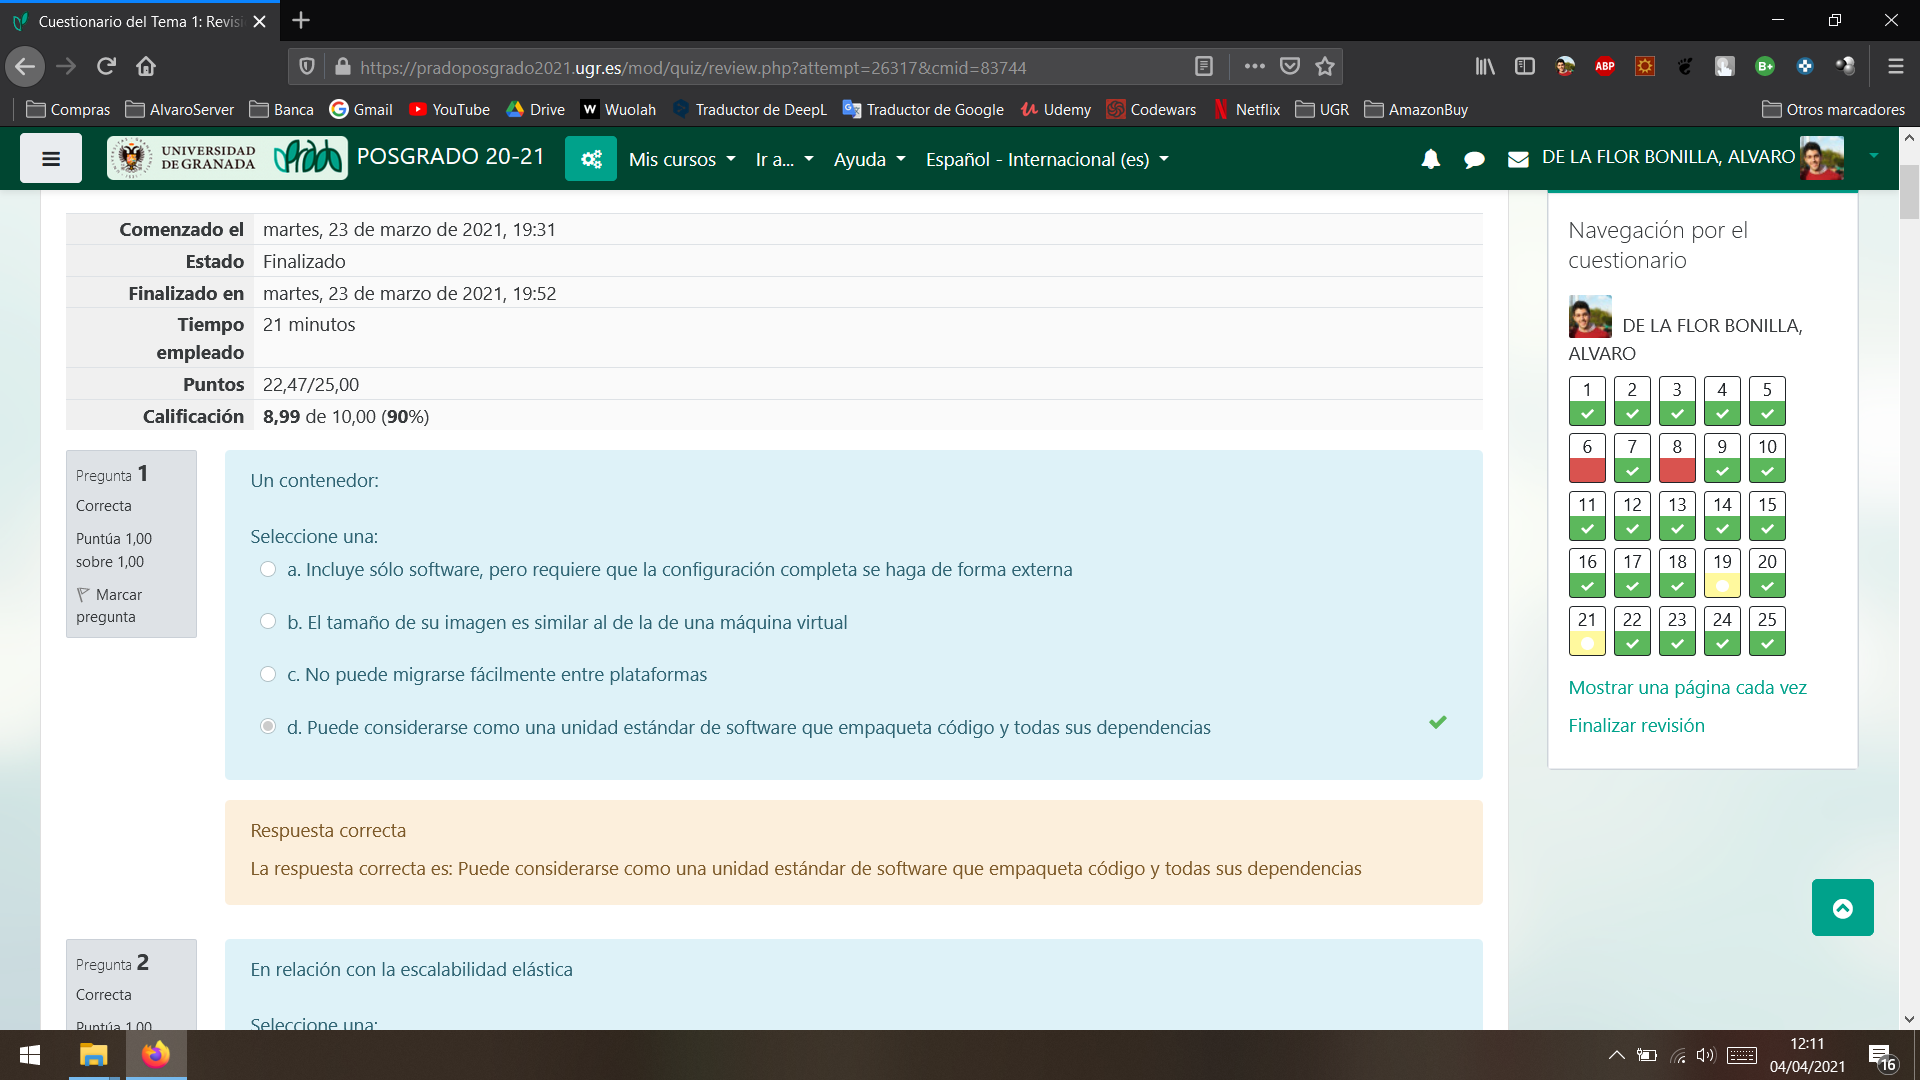 Cuestionario del Tema 1: Revisi
https://pradoposgrado2021.ugr.es/mod/quiz/review.php?attempt=26317&cmid=83744
ABP
B+
Compras
AlvaroServer
Banca
Gmail
YouTube
Drive
W Wuolah
Traductor de DeepL
Traductor de Google
Udemy
Codewars
Netflix
UGR
AmazonBuy
Otros marcadores
UNIVERSIDAD
DE GRANADA
Prado
POSGRADO 20-21
Mis cursos
Ir a...
Ayuda
Español - Internacional (es)
DE LA FLOR BONILLA, ALVARO
Comenzado el martes, 23 de marzo de 2021, 19:31
Estado Finalizado
Finalizado en martes, 23 de marzo de 2021, 19:52
Tiempo empleado 21 minutos
Puntos 22,47/25,00
Calificación 8,99 de 10,00 (90%)
Pregunta 1
Correcta
Puntúa 1,00
sobre 1,00
Marcar
pregunta
Un contenedor:
Seleccione una:
a. Incluye sólo software, pero requiere que la configuración completa se haga de forma externa
b. El tamaño de su imagen es similar al de la de una máquina virtual
c. No puede migrarse fácilmente entre plataformas
d. Puede considerarse como una unidad estándar de software que empaqueta código y todas sus dependencias
Respuesta correcta
La respuesta correcta es: Puede considerarse como una unidad estándar de software que empaqueta código y todas sus dependencias
Pregunta 2
Correcta
Puntúa 1,00
En relación con la escalabilidad elástica
Seleccione una:
Navegación por el
cuestionario
DE LA FLOR BONILLA,
ALVARO
1 2 3 4 5
6 7 8 9 10
11 12 13 14 15
16 17 18 19 20
21 22 23 24 25
Mostrar una página cada vez
Finalizar revisión
12:11
04/04/2021
16